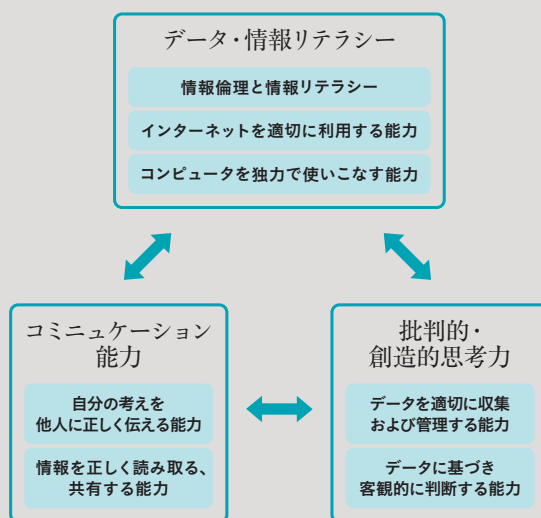 データ・情報リテラシー
情報倫理と情報リテラシー
インターネットを適切に利用する能力
コンピュータを独力で使いこなす能力
コミニュケーション
能力
自分の考えを
他人に正しく伝える能力
情報を正しく読み取る、
共有する能力
批判的・
創造的思考力
データを適切に収集
および管理する能力
データに基づき
客観的に判断する能力